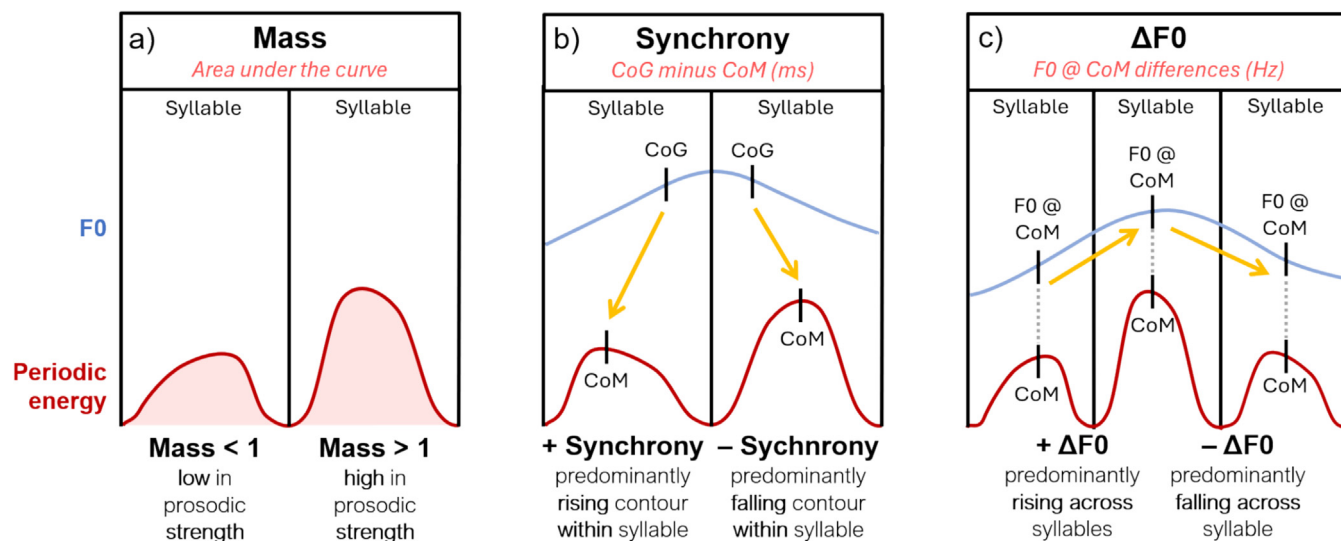 a)
Mass
Area under the curve
Syllable
Syllable
F0
Periodic
energy
Mass < 1
low in
prosodic
strength
Mass > 1
high in
prosodic
strength
b)
Synchrony
CoG minus CoM (ms)
Syllable
Syllable
CoG
CoG
CoM
CoM
+ Synchrony
predominantly
rising contour
within syllable
– Sychnrony
predominantly
falling contour
within syllable
c)
ΔF0
F0 @ CoM differences (Hz)
Syllable
Syllable
Syllable
F0 @
CoM
F0 @
CoM
F0 @
CoM
CoM
CoM
CoM
+ ΔF0
predominantly
rising across
syllables
– ΔF0
predominantly
falling across
syllable